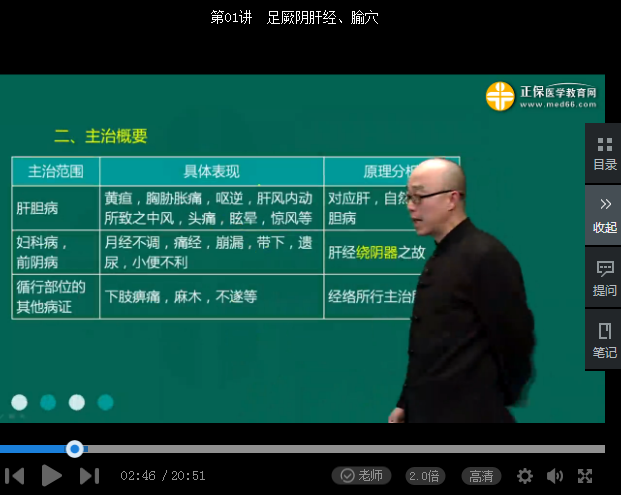 第01讲 足厥阴肝经、腧穴
正保医学教育网
www.med66.com
二、主治概要
主治范围 具体表现 原理分析
肝胆病
黄疸，胸胁胀痛，呕逆，肝风内动
所致之中风，头痛，眩晕，惊风等
对应肝，自然
胆病
妇科病，
前阴病
月经不调，痛经，崩漏，带下，遗
尿，小便不利
肝经绕阴器之故
循行部位的
其他病证
下肢痹痛，麻木，不遂等
经络所行主治
目录
收起
提问
笔记
02:46 / 20:51 老师 2.0倍 高清